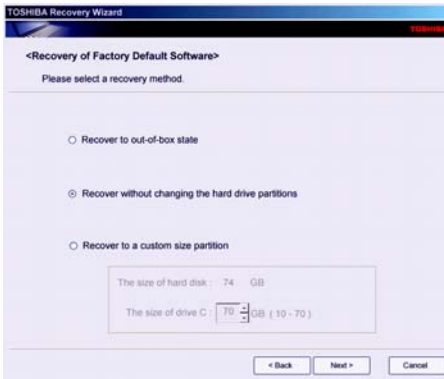 TOSHIBA Recovery Wizard
TOSHIBA
<Recovery of Factory Default Software>
Please select a recovery method.
Recover to out-of-box state
Recover without changing the hard drive partitions
Recover to a custom size partition
The size of hard disk : 74 GB
The size of drive C : 70 GB ( 10 - 70 )
< Back Next > Cancel